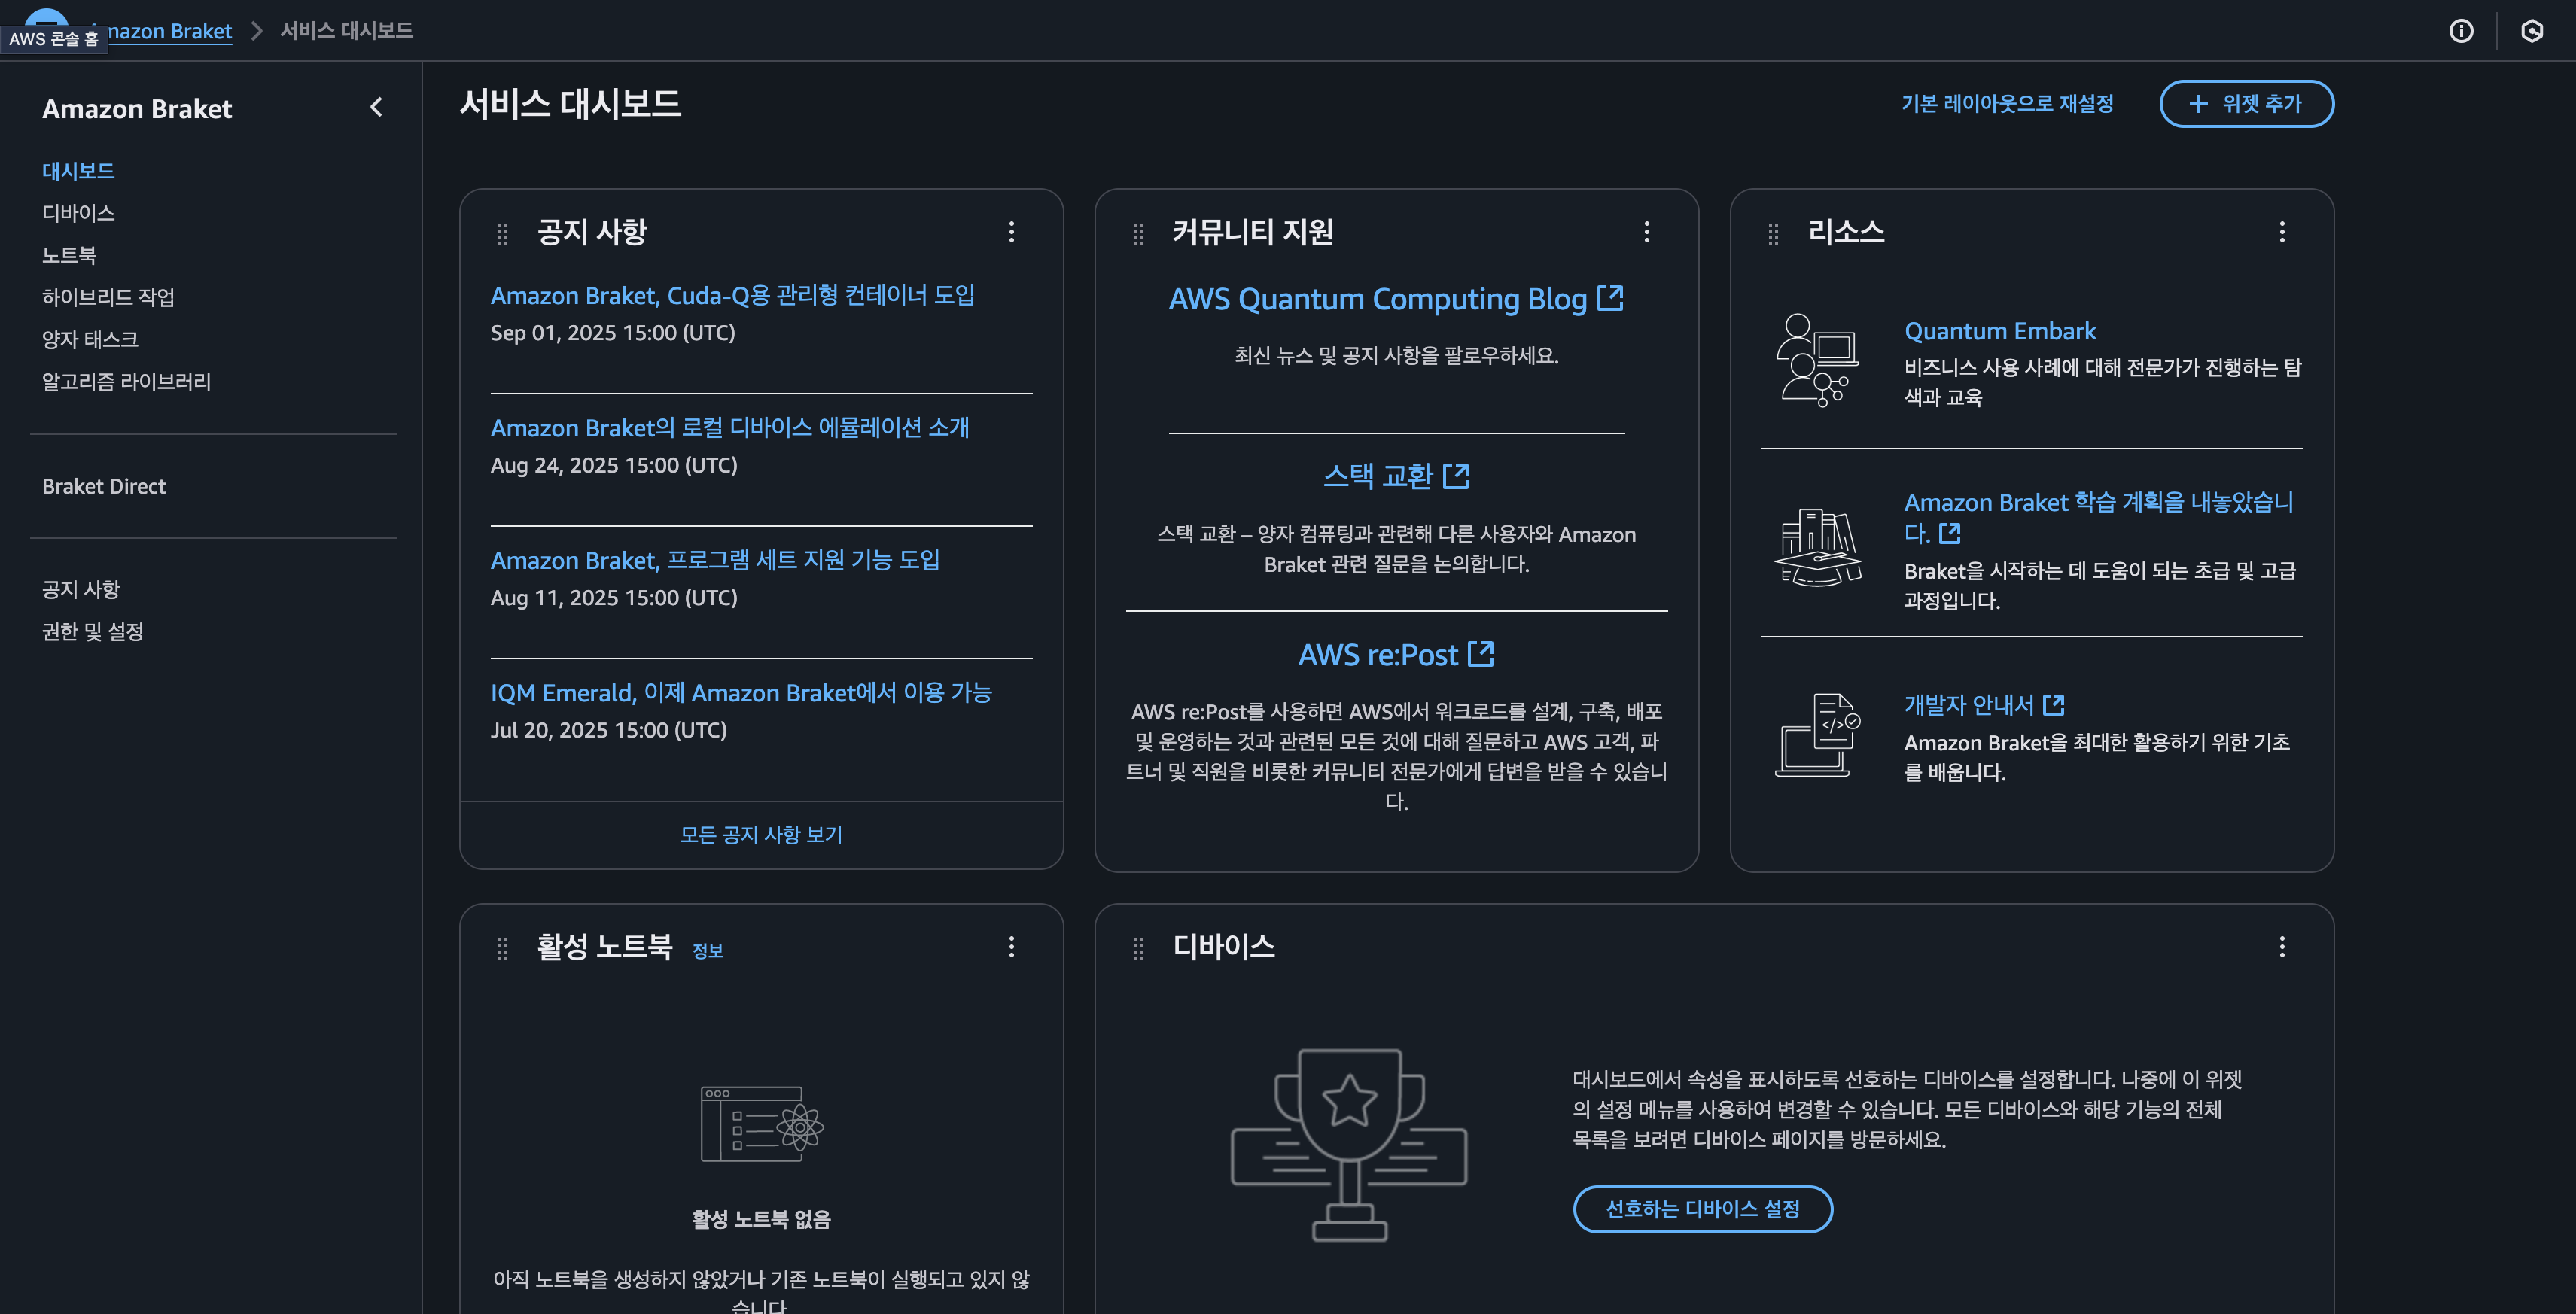 AWS 콘솔 홈
mazon Braket
서비스 대시보드
Amazon Braket
대시보드
디바이스
노트북
하이브리드 작업
양자 태스크
알고리즘 라이브러리
Braket Direct
공지 사항
권한 및 설정
서비스 대시보드
기본 레이아웃으로 재설정
위젯 추가
공지 사항
Amazon Braket, Cuda-Q용 관리형 컨테이너 도입
Sep 01, 2025 15:00 (UTC)
Amazon Braket의 로컬 디바이스 에뮬레이션 소개
Aug 24, 2025 15:00 (UTC)
Amazon Braket, 프로그램 세트 지원 기능 도입
Aug 11, 2025 15:00 (UTC)
IQM Emerald, 이제 Amazon Braket에서 이용 가능
Jul 20, 2025 15:00 (UTC)
모든 공지 사항 보기
커뮤니티 지원
AWS Quantum Computing Blog
최신 뉴스 및 공지 사항을 팔로우하세요.
스택 교환
스택 교환 – 양자 컴퓨팅과 관련해 다른 사용자와 Amazon
Braket 관련 질문을 논의합니다.
AWS re:Post
AWS re:Post를 사용하면 AWS에서 워크로드를 설계, 구축, 배포
및 운영하는 것과 관련된 모든 것에 대해 질문하고 AWS 고객, 파
트너 및 직원을 비롯한 커뮤니티 전문가에게 답변을 받을 수 있습니
다.
리소스
Quantum Embark
비즈니스 사용 사례에 대해 전문가가 진행하는 탐
색과 교육
Amazon Braket 학습 계획을 내놓았습니
다.
Braket을 시작하는 데 도움이 되는 초급 및 고급
과정입니다.
개발자 안내서
Amazon Braket을 최대한 활용하기 위한 기초
를 배웁니다.
활성 노트북 정보
활성 노트북 없음
아직 노트북을 생성하지 않았거나 기존 노트북이 실행되고 있지 않
습니다
디바이스
대시보드에서 속성을 표시하도록 선호하는 디바이스를 설정합니다. 나중에 이 위젯
의 설정 메뉴를 사용하여 변경할 수 있습니다. 모든 디바이스와 해당 기능의 전체
목록을 보려면 디바이스 페이지를 방문하세요.
선호하는 디바이스 설정